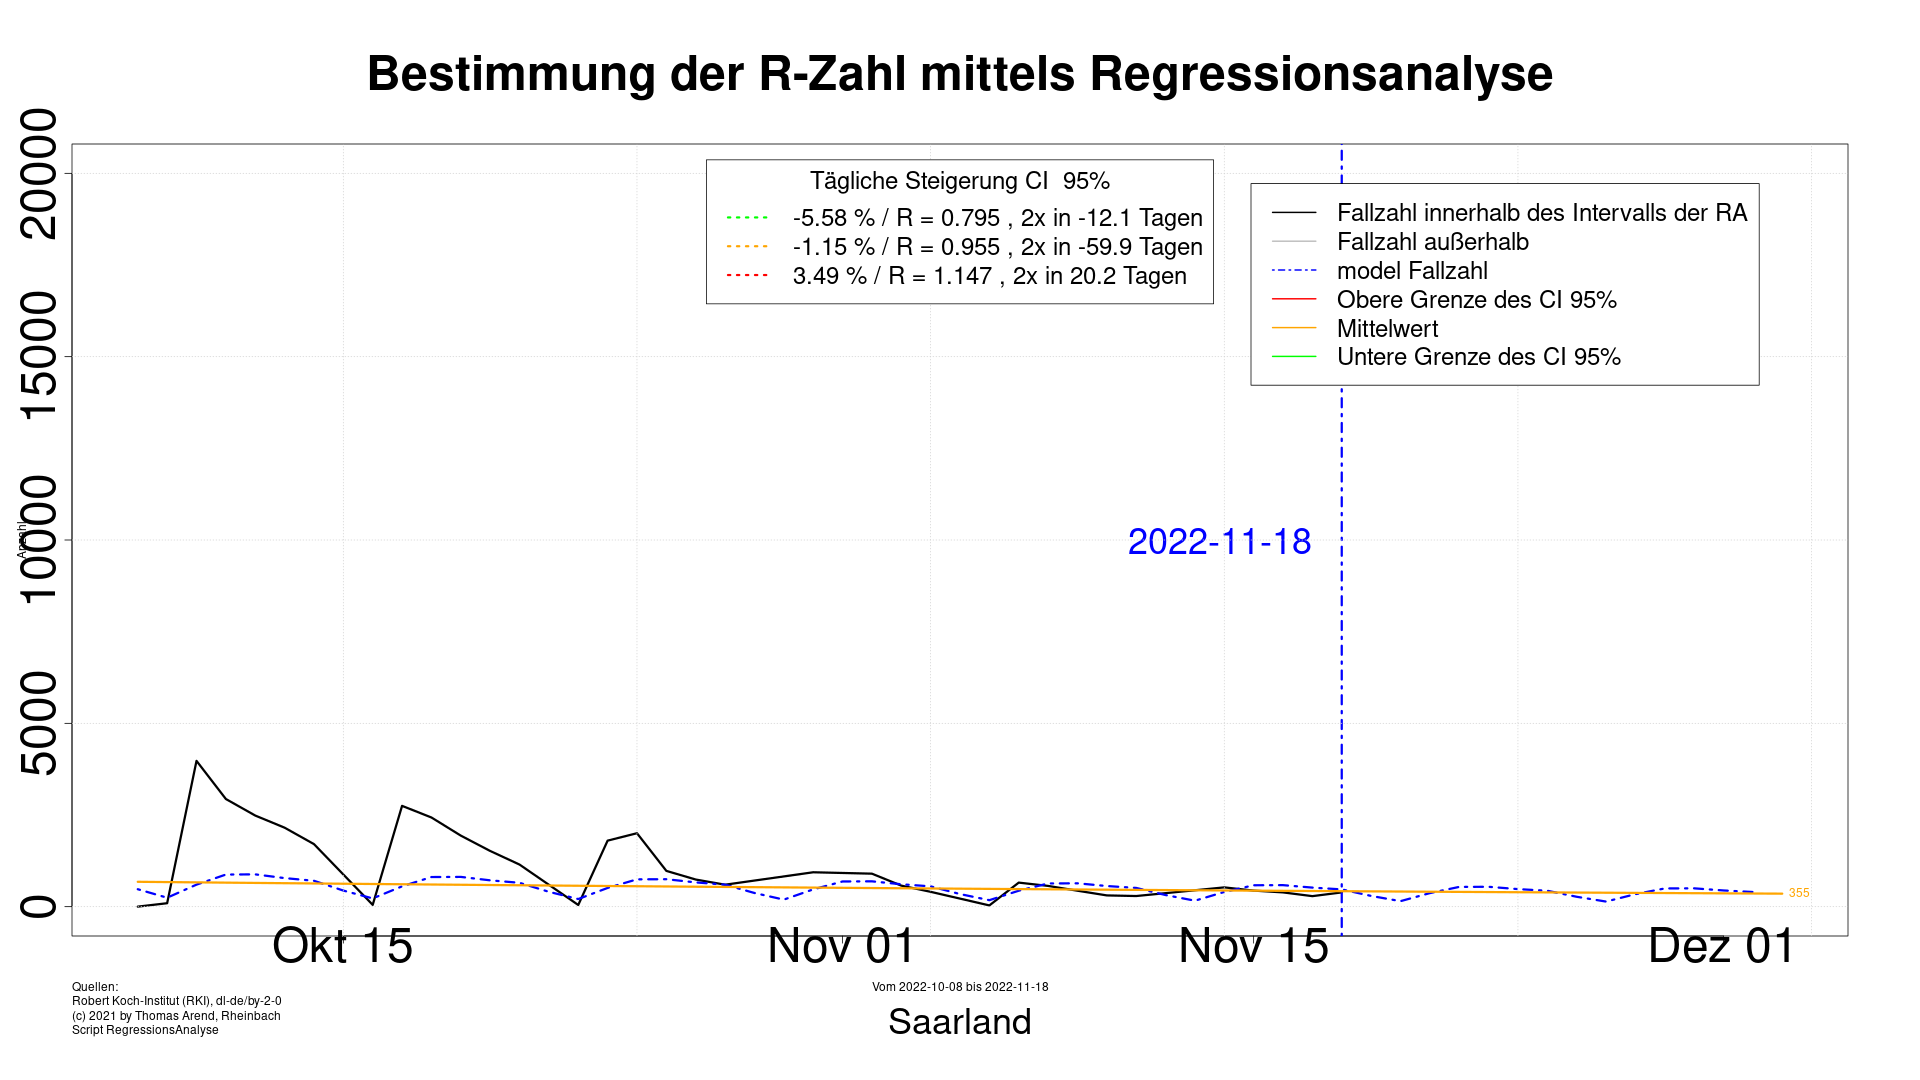 Bestimmung der R-Zahl mittels Regressionsanalyse
20000
15000
10000
5000
0
Anzahl
Tägliche Steigerung CI  95%
-5.58 % / R = 0.795 , 2x in -12.1 Tagen
-1.15 % / R = 0.955 , 2x in -59.9 Tagen
3.49 % / R = 1.147 , 2x in 20.2 Tagen
Fallzahl innerhalb des Intervalls der RA
Fallzahl außerhalb
model Fallzahl
Obere Grenze des CI 95%
Mittelwert
Untere Grenze des CI 95%
2022-11-18
355
Okt 15
Nov 01
Nov 15
Dez 01
Quellen:
Robert Koch-Institut (RKI), dl-de/by-2-0
(c) 2021 by Thomas Arend, Rheinbach
Script RegressionsAnalyse
Vom 2022-10-08 bis 2022-11-18
Saarland